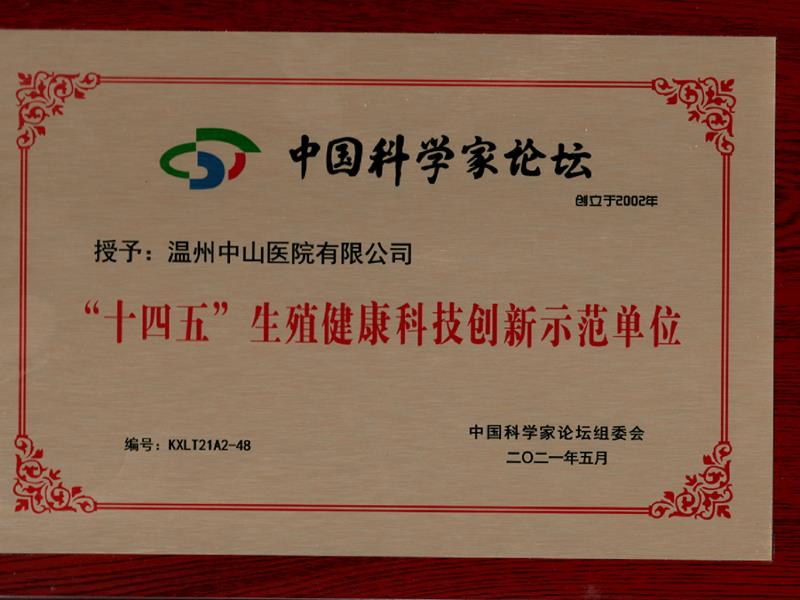 中国科学家论坛
创立于2002年
授予：温州中山医院有限公司
“十四五”生殖健康科技创新示范单位
编号：KXLT21A2-48
中国科学家论坛组委会
二〇二一年五月